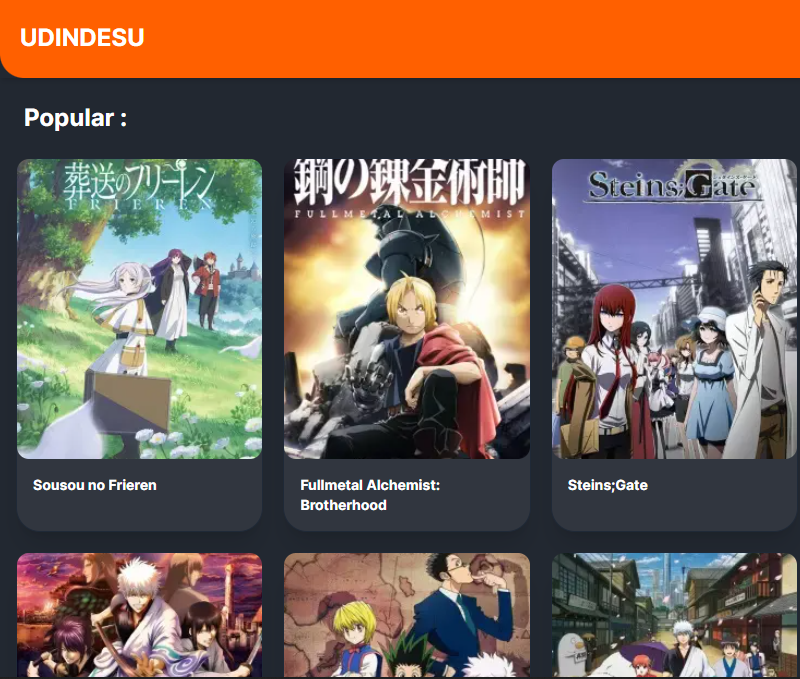 UDINDESU
Popular :
葬送のフリーレン
FRIEREN
鋼の錬金術師
FULLMETAL ALCHEMIST
Steins;Gate
Sousou no Frieren
Fullmetal Alchemist:
Brotherhood
Steins;Gate